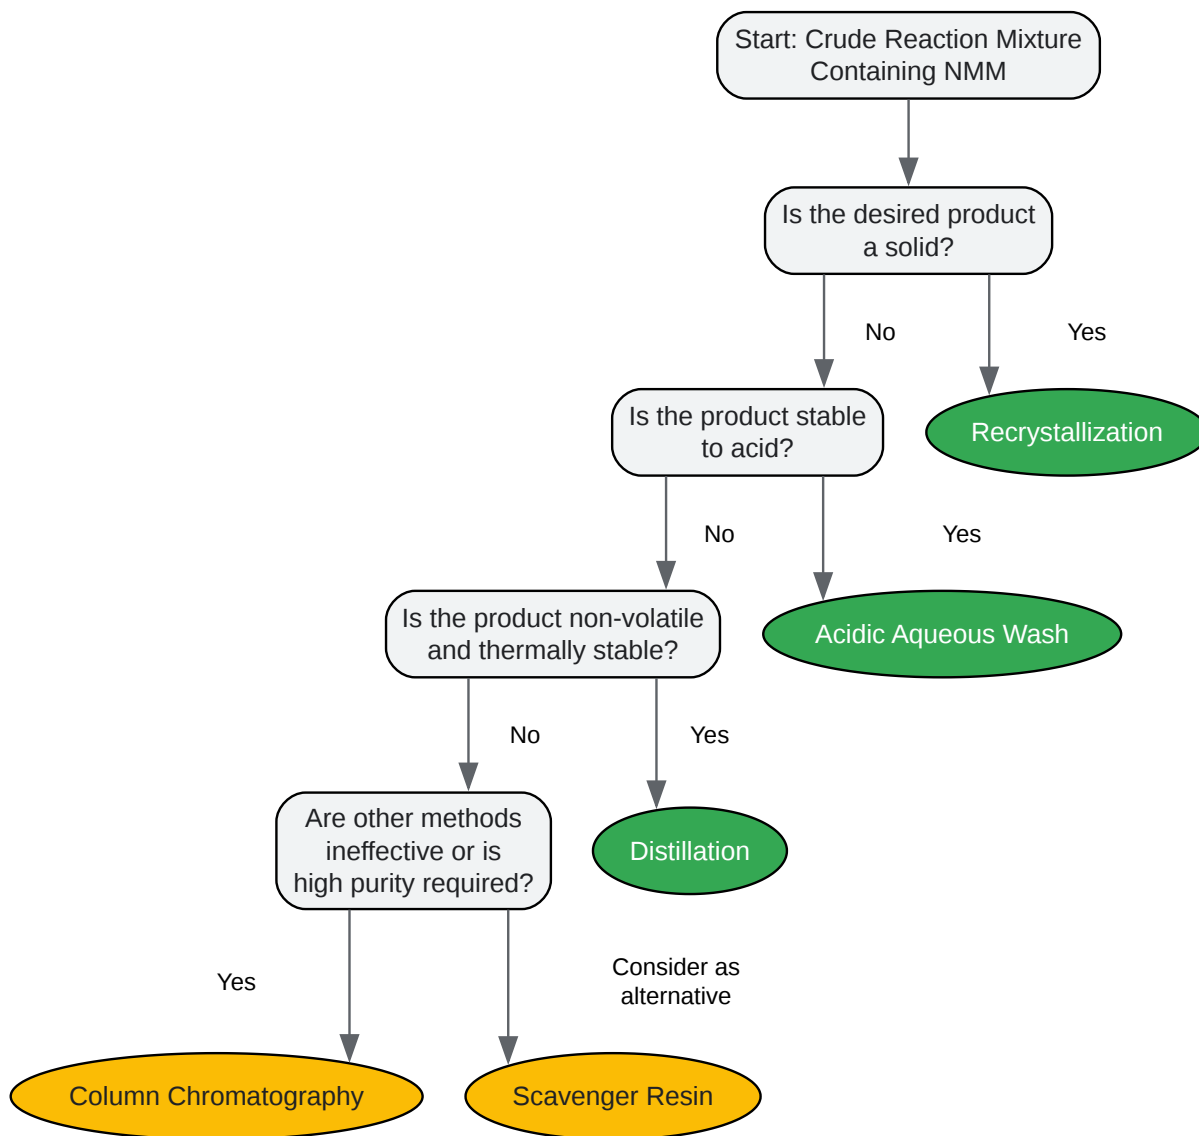 Start: Crude Reaction Mixture
Containing NMM
Is the desired product
a solid?
No
Yes
Is the product stable
to acid?
Recrystallization
No
Yes
Is the product non-volatile
and thermally stable?
Acidic Aqueous Wash
No
Yes
Are other methods
ineffective or is
high purity required?
Distillation
Yes
Consider as
alternative
Column Chromatography
Scavenger Resin